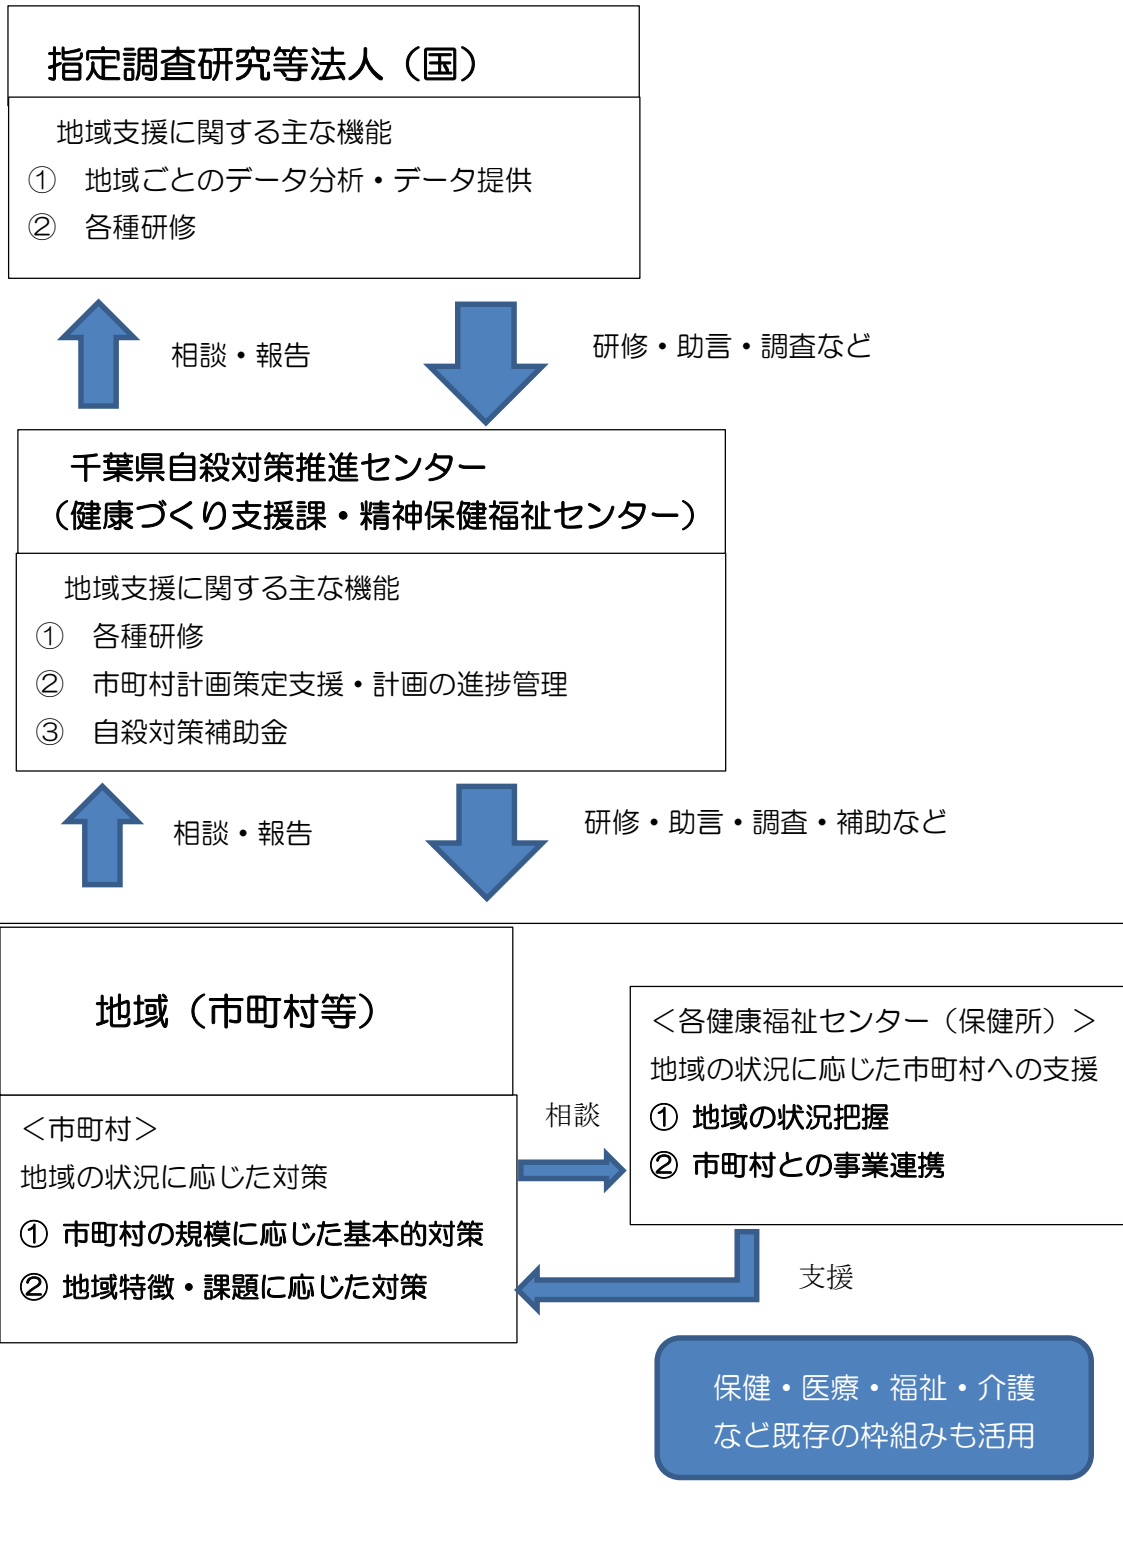 指定調査研究等法人（国）
地域支援に関する主な機能
① 地域ごとのデータ分析・データ提供
② 各種研修
相談・報告
研修・助言・調査など
千葉県自殺対策推進センター
（健康づくり支援課・精神保健福祉センター）
地域支援に関する主な機能
① 各種研修
② 市町村計画策定支援・計画の進捗管理
③ 自殺対策補助金
相談・報告
研修・助言・調査・補助など
地域（市町村等）
＜市町村＞
地域の状況に応じた対策
① 市町村の規模に応じた基本的対策
② 地域特徴・課題に応じた対策
相談
＜各健康福祉センター（保健所）＞
地域の状況に応じた市町村への支援
① 地域の状況把握
② 市町村との事業連携
支援
保健・医療・福祉・介護
など既存の枠組みも活用